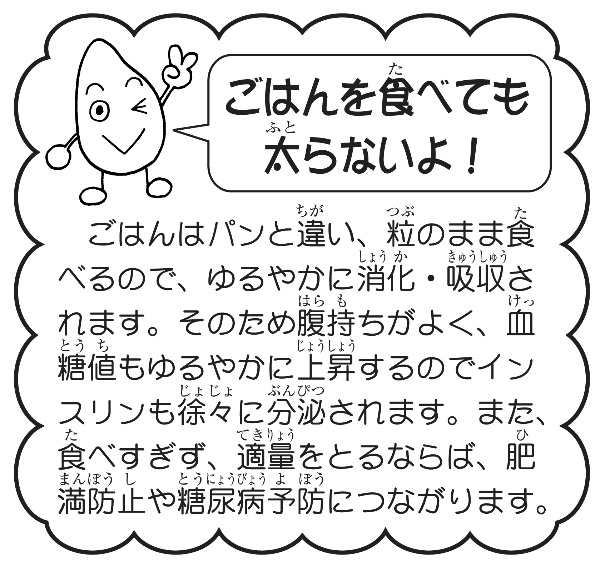 ごはんを食べても
太らないよ！
ごはんはパンと違い、粒のまま食
べるので、ゆるやかに消化・吸収さ
れます。そのため腹持ちがよく、血
糖値もゆるやかに上昇するのでイン
スリンも徐々に分泌されます。また、
食べすぎず、適量をとるならば、肥
満防止や糖尿病予防につながります。